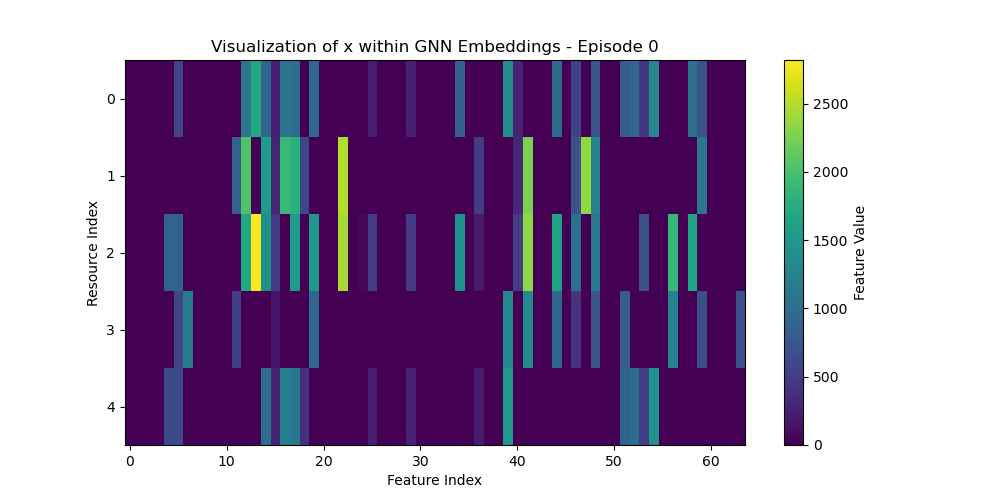 Visualization of x within GNN Embeddings - Episode 0
Resource Index
0
1
2
3
4
0 10 20 30 40 50 60
Feature Index
2500
2000
1500
1000
500
0
Feature Value